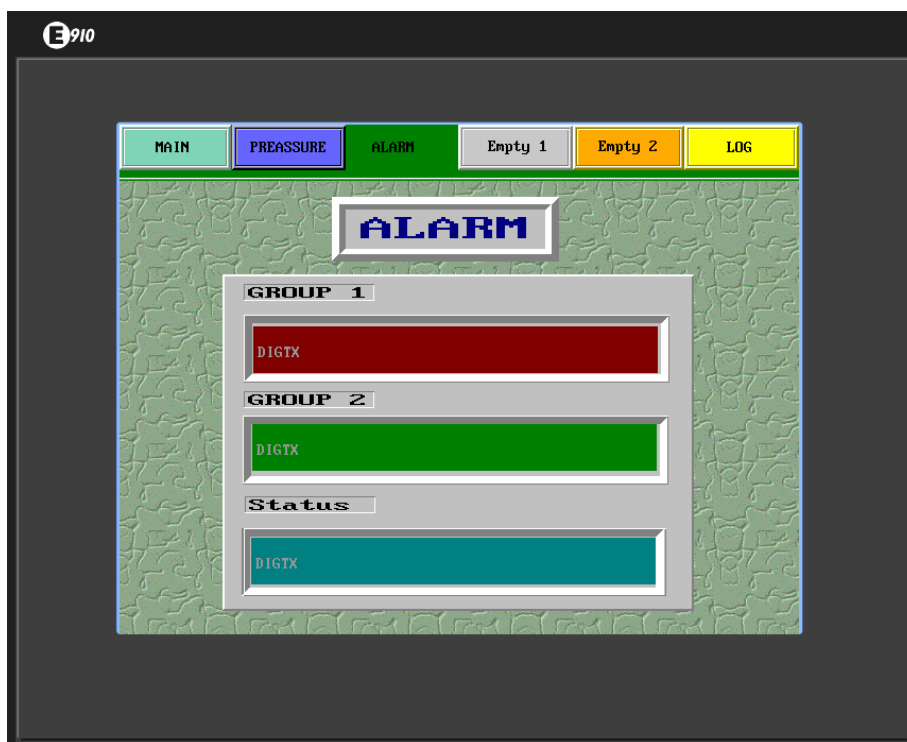 E910
MAIN PREASSURE ALARM Empty 1 Empty 2 LOG
ALARM
GROUP 1
DIGTX
GROUP 2
DIGTX
Status
DIGTX